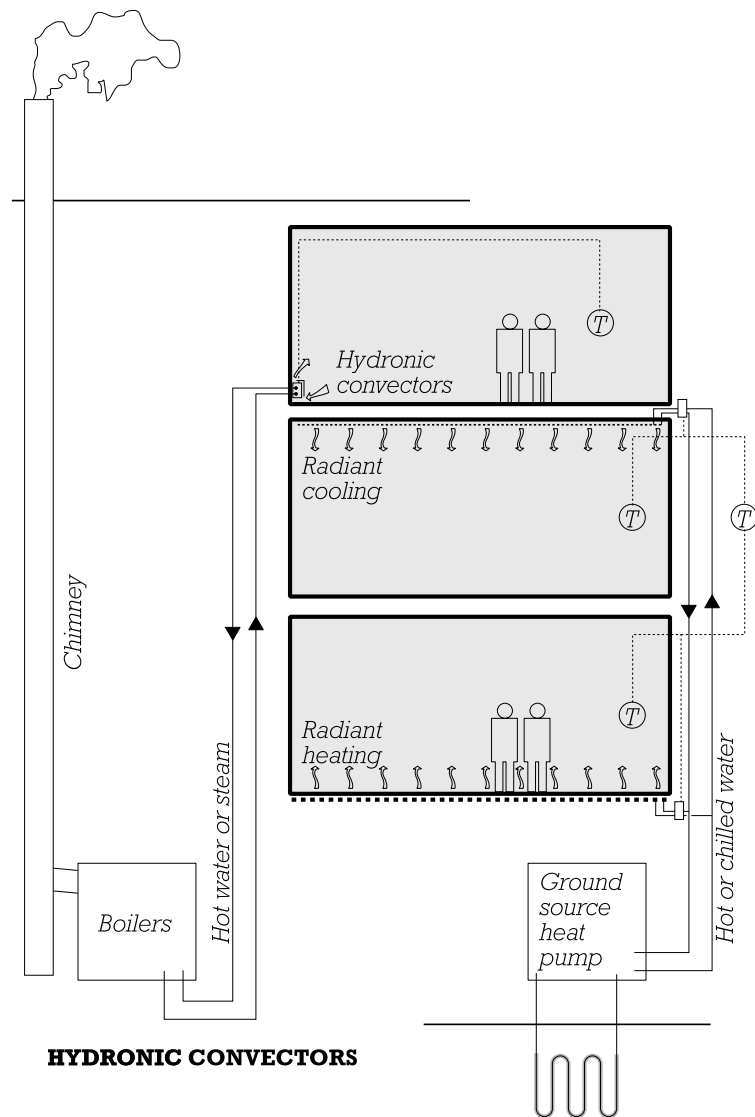 T
Hydronic
convectors
Radiant
cooling
T
T
Chimney
T
Radiant
heating
Hot water or steam
Hot or chilled water
Boilers
Ground
source
heat
pump
HYDRONIC CONVECTORS